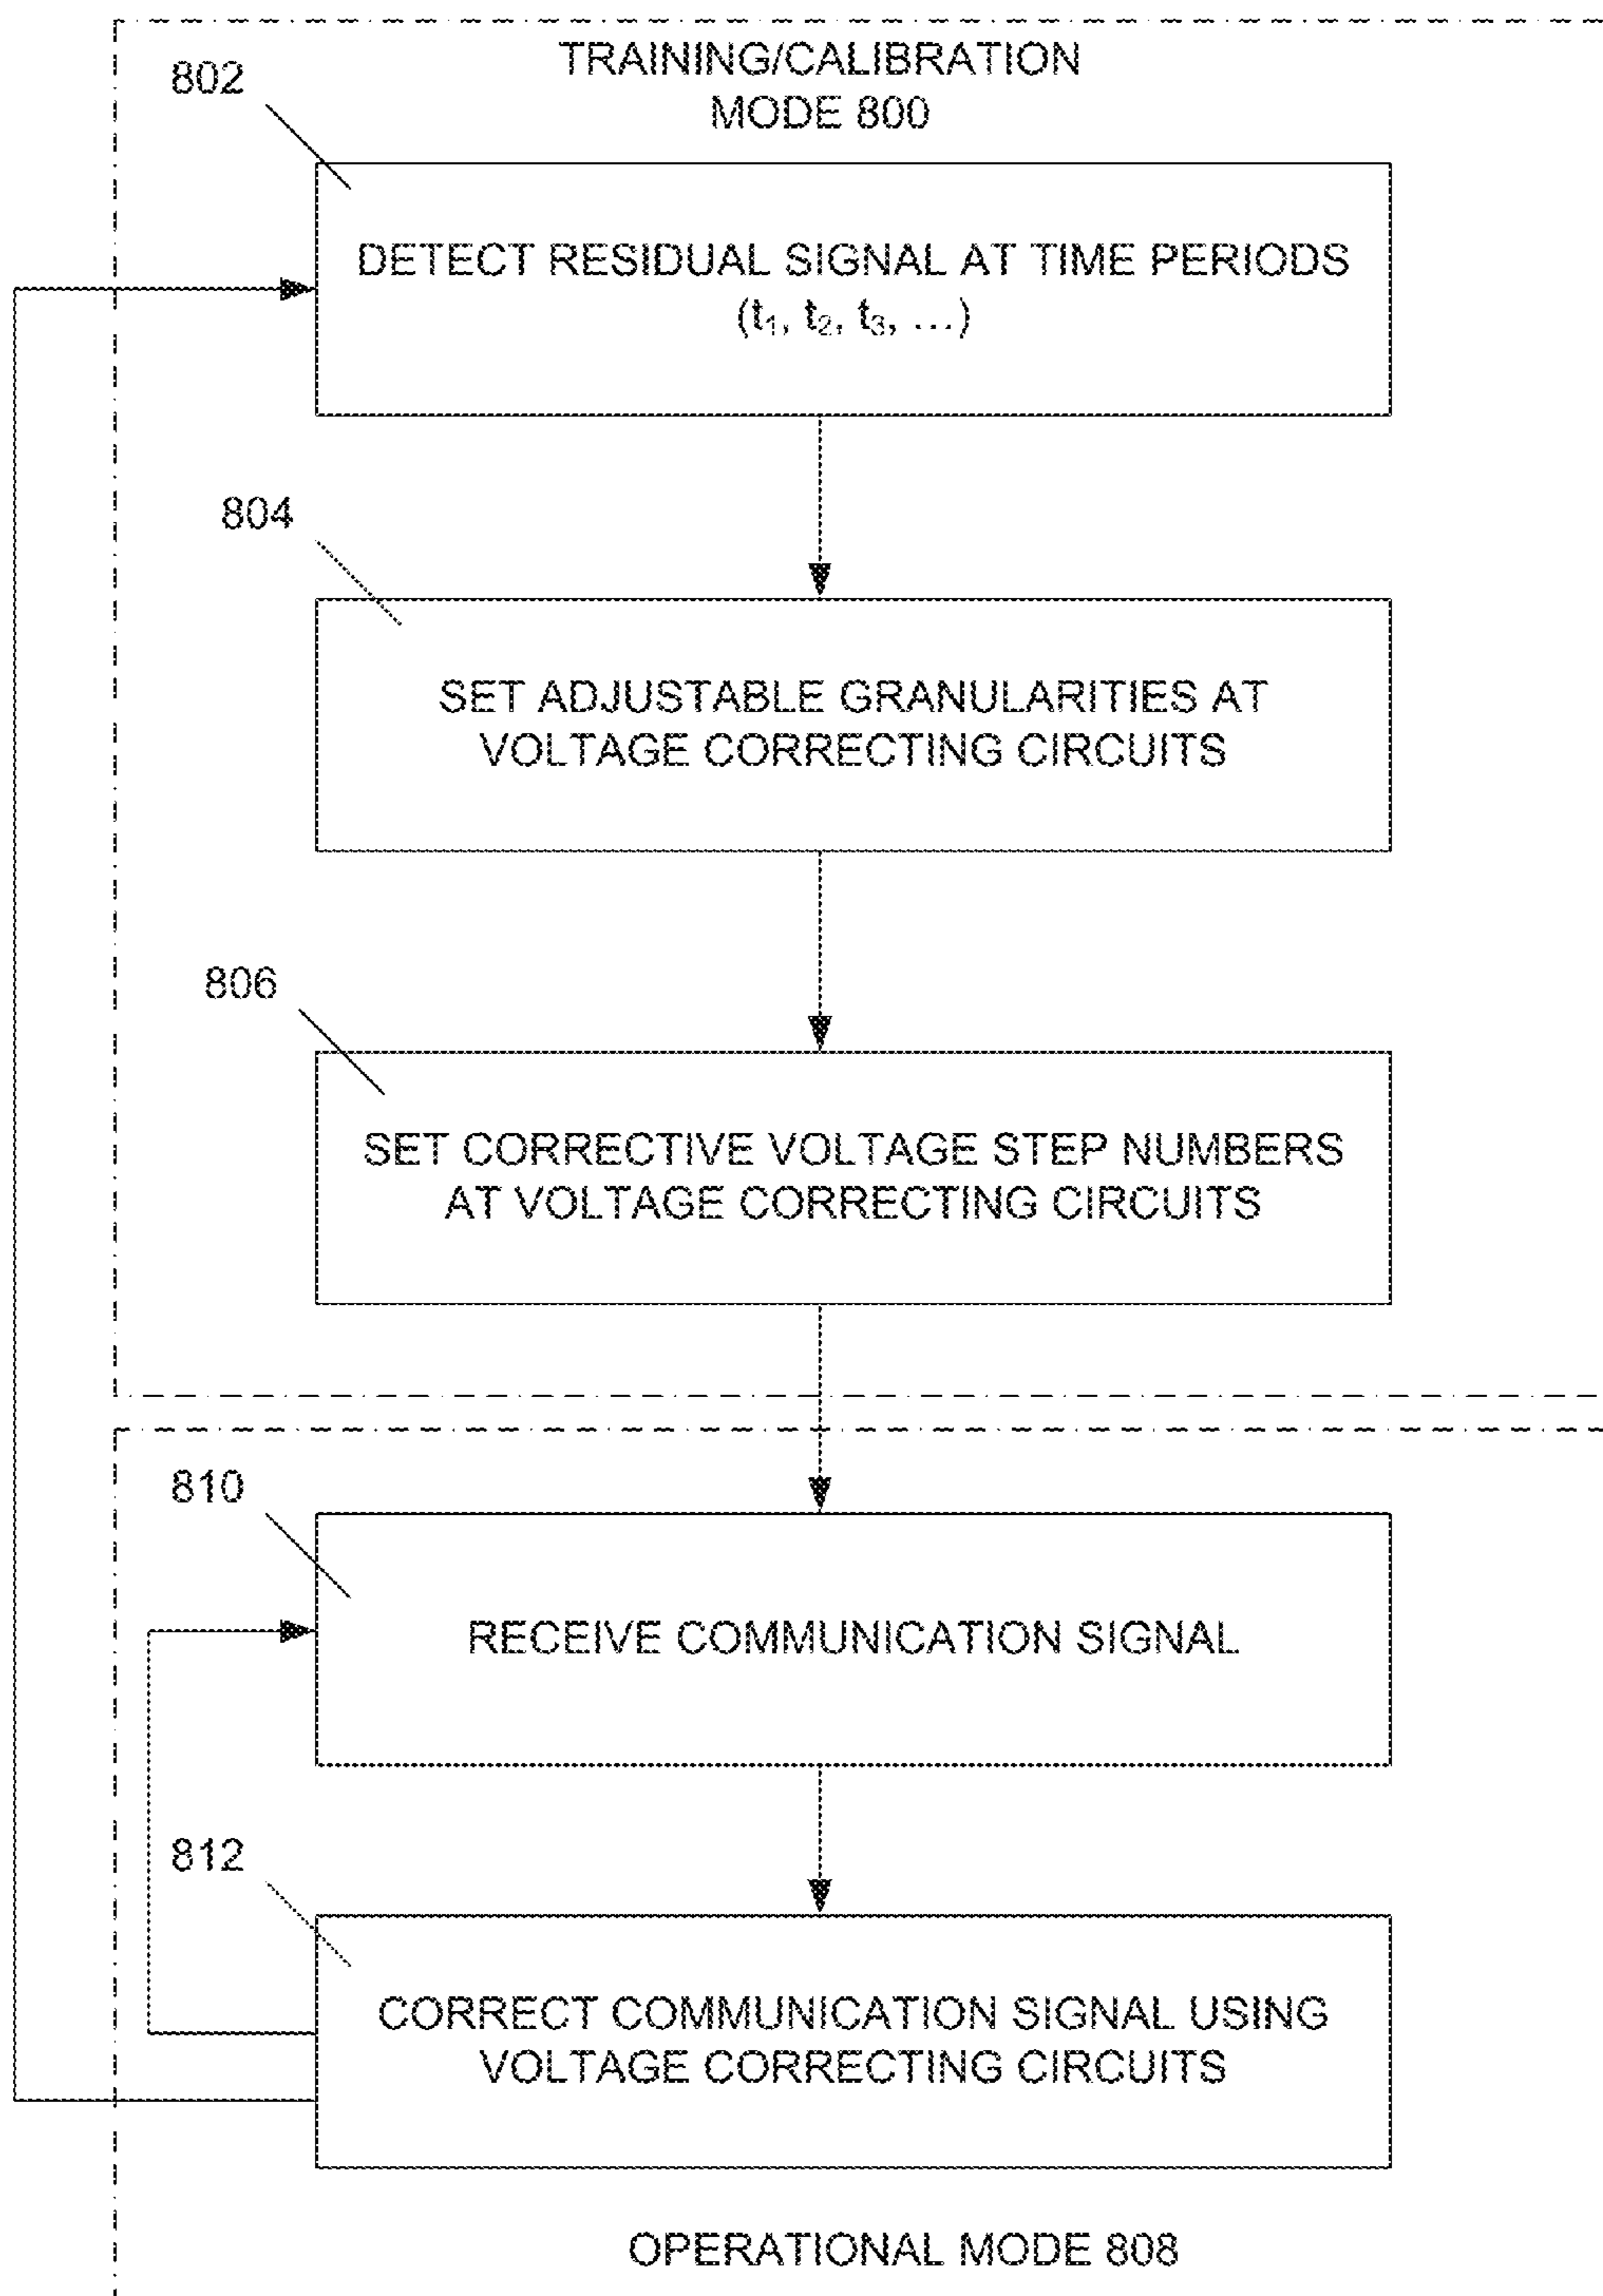 TRAINING/CALIBRATION
MODE 800
802
DETECT RESIDUAL SIGNAL AT TIME PERIODS
(t₁, t₂, t₃, ...)
804
SET ADJUSTABLE GRANULARITIES AT
VOLTAGE CORRECTING CIRCUITS
806
SET CORRECTIVE VOLTAGE STEP NUMBERS
AT VOLTAGE CORRECTING CIRCUITS
810
RECEIVE COMMUNICATION SIGNAL
812
CORRECT COMMUNICATION SIGNAL USING
VOLTAGE CORRECTING CIRCUITS
OPERATIONAL MODE 808